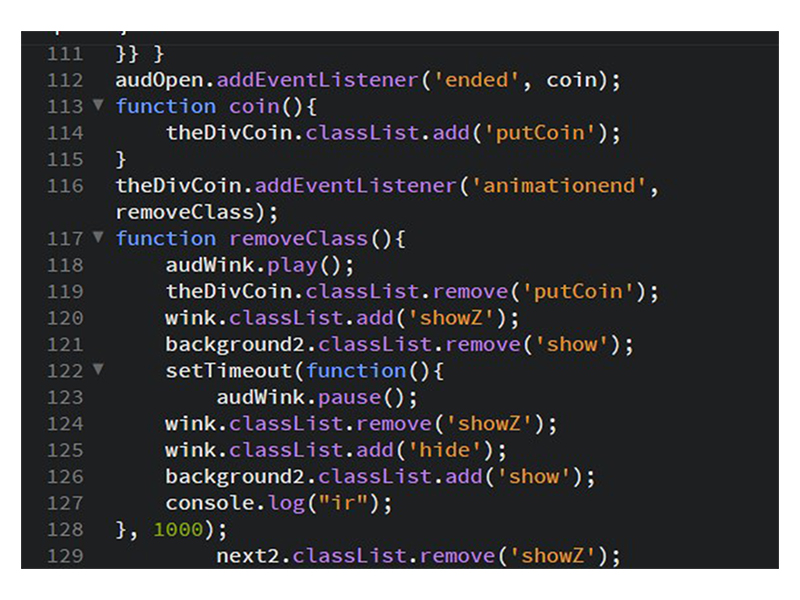 111 }} }
112 audOpen.addEventListener('ended', coin);
113 function coin(){
114 theDivCoin.classList.add('putCoin');
115 }
116 theDivCoin.addEventListener('animationend',
removeClass);
117 function removeClass(){
118 audWink.play();
119 theDivCoin.classList.remove('putCoin');
120 wink.classList.add('showZ');
121 background2.classList.remove('show');
122 setTimeout(function(){
123 audWink.pause();
124 wink.classList.remove('showZ');
125 wink.classList.add('hide');
126 background2.classList.add('show');
127 console.log("ir");
128 }, 1000);
129 next2.classList.remove('showZ');